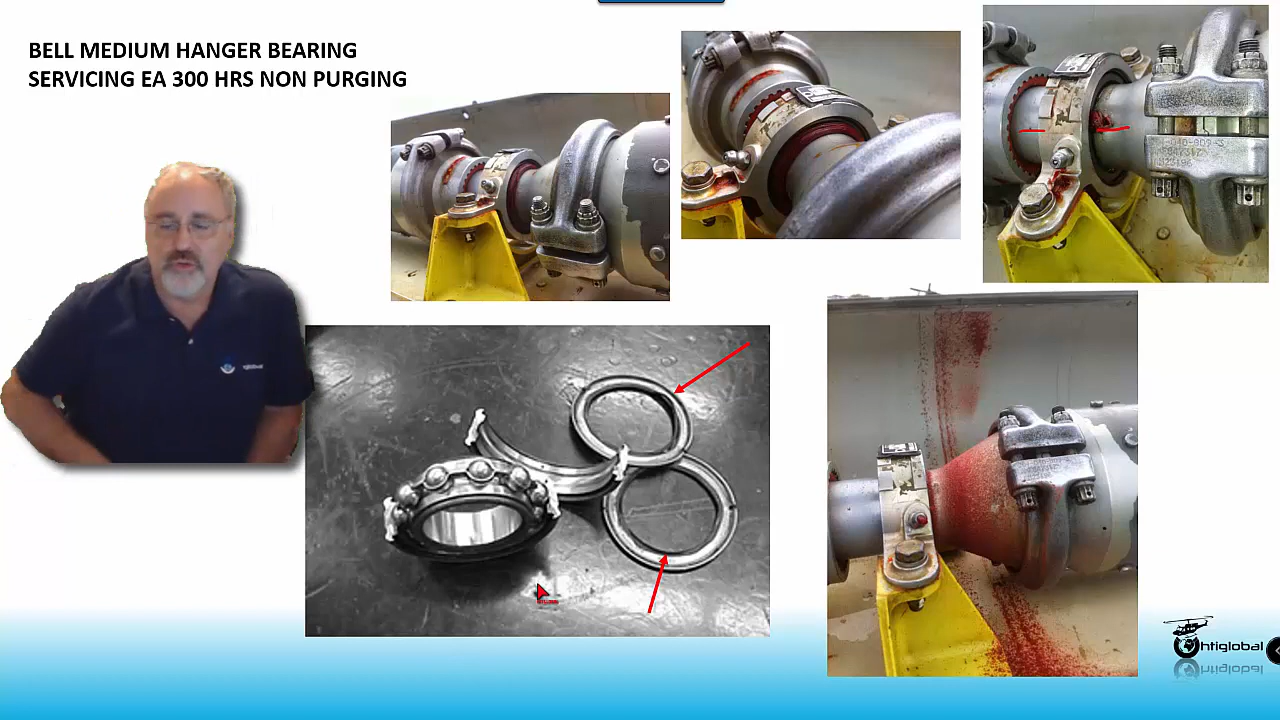 BELL MEDIUM HANGER BEARING
SERVICING EA 300 HRS NON PURGING
htiglobal